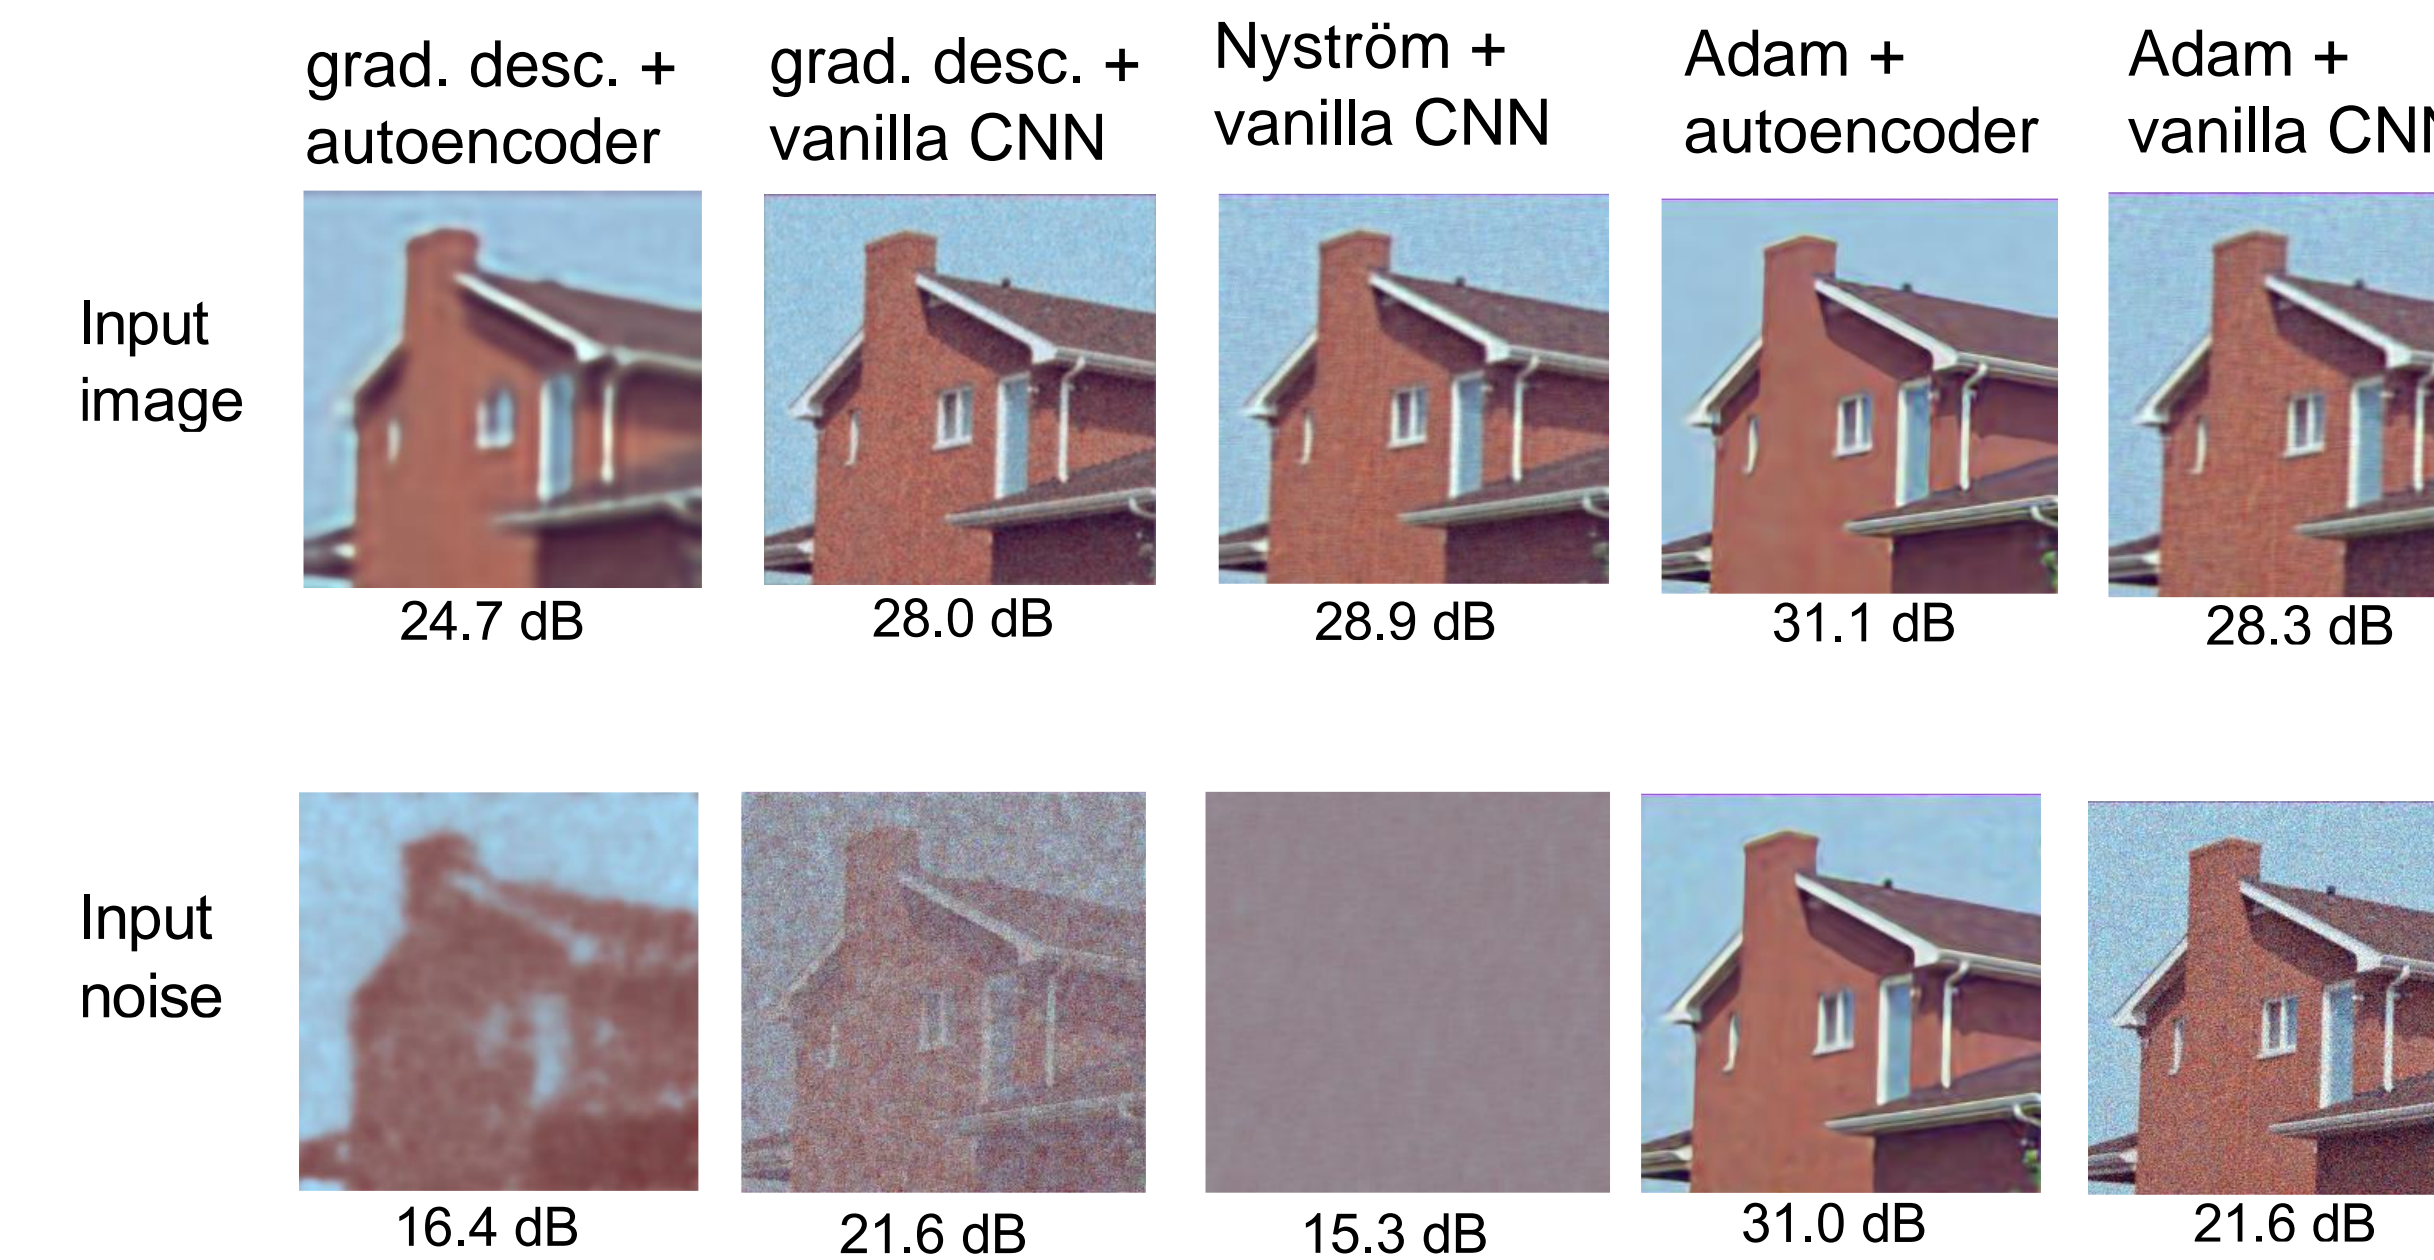 grad. desc. +
autoencoder
grad. desc. +
vanilla CNN
Nyström +
vanilla CNN
Adam +
autoencoder
Adam +
vanilla CN
Input
image
24.7 dB
28.0 dB
28.9 dB
31.1 dB
28.3 dB
Input
noise
16.4 dB
21.6 dB
15.3 dB
31.0 dB
21.6 dB